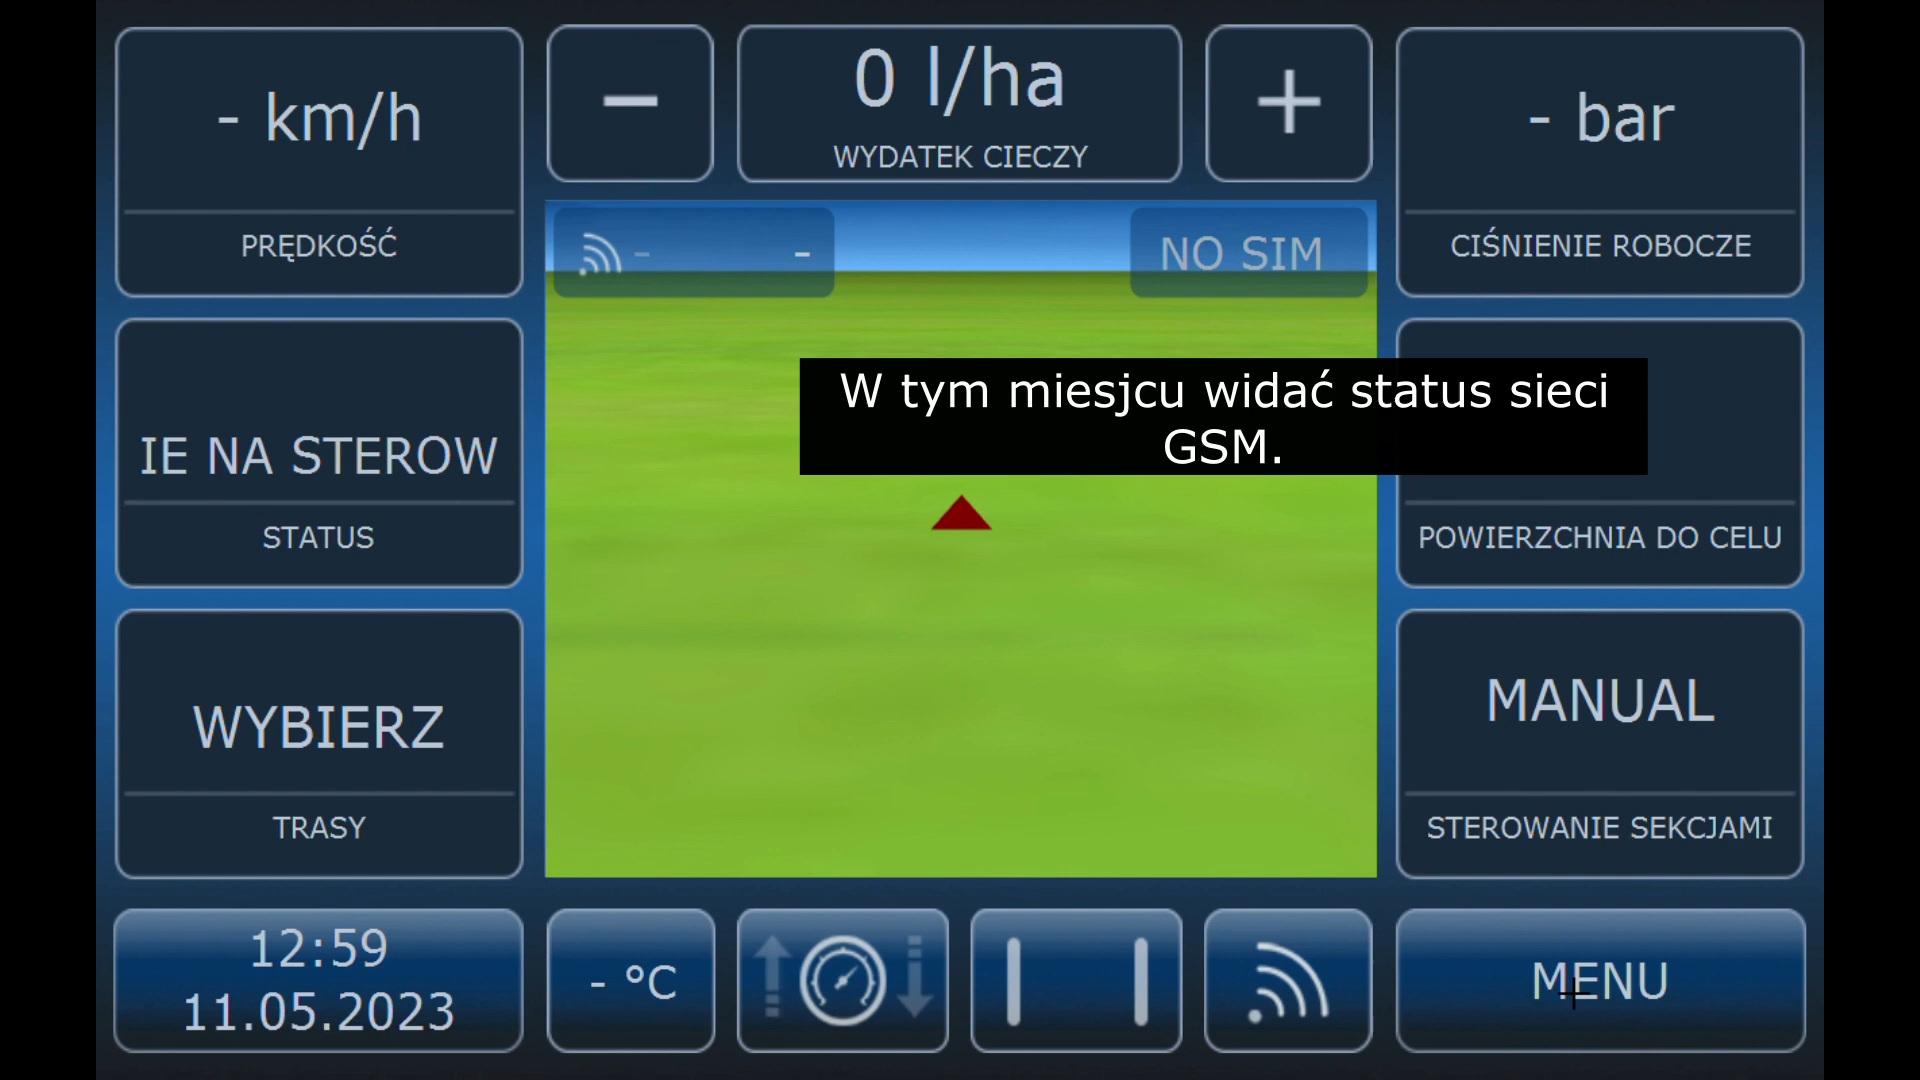 - km/h
PRĘDKOŚĆ
0 l/ha
WYDATEK CIECZY
- bar
CIŚNIENIE ROBOCZE
- -
NO SIM
W tym miesjcu widać status sieci
GSM.
IE NA STEROW
STATUS
POWIERZCHNIA DO CELU
WYBIERZ
TRASY
MANUAL
STEROWANIE SEKCJAMI
12:59
11.05.2023
- °C
MENU